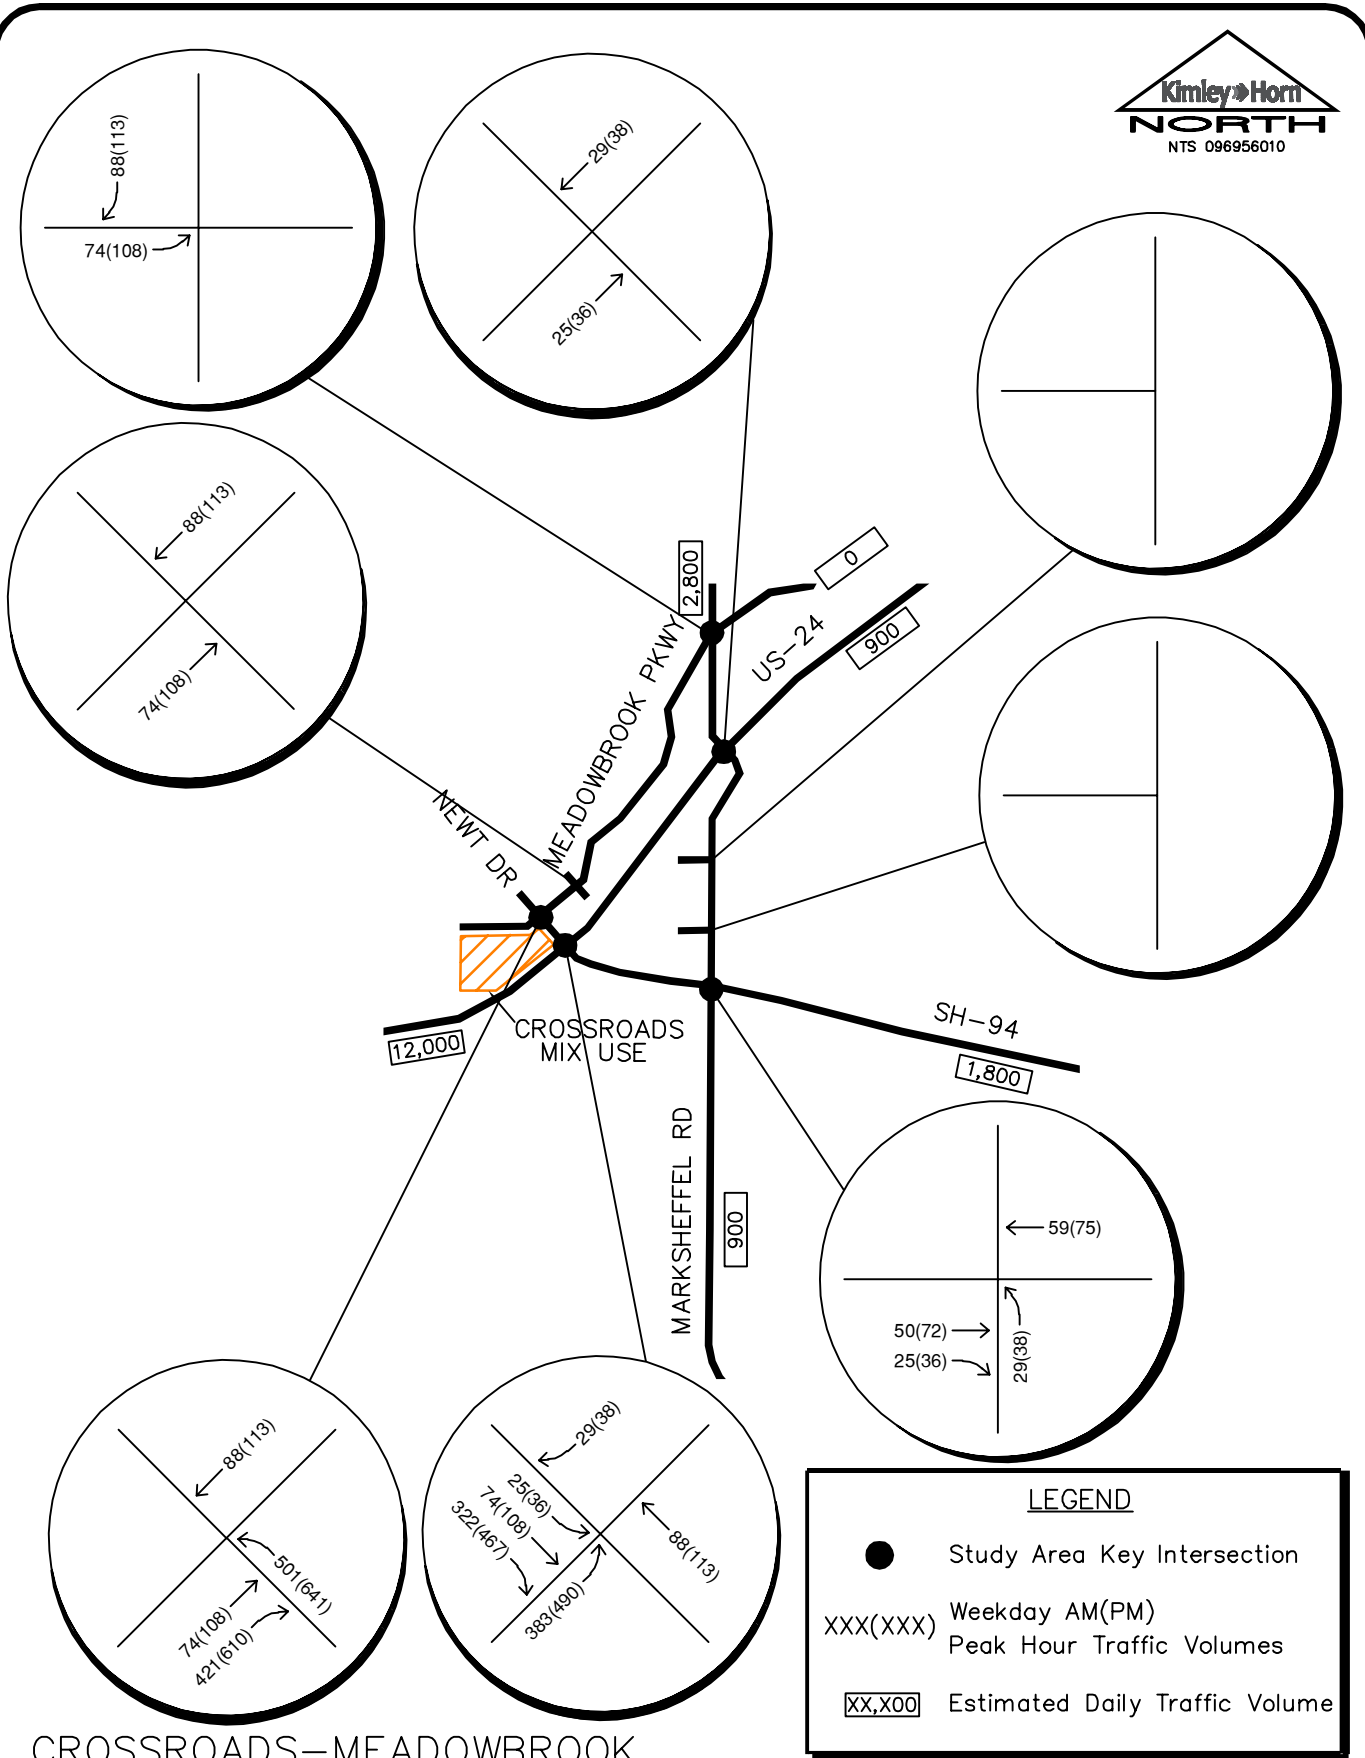 Kimley»Horn
NORTH
NTS 096956010
88(113)
74(108)
29(38)
25(36)
88(113)
74(108)
2,800
0
900
US-24
MEADOWBROOK PKWY
NEWT DR
CROSSROADS
MIX USE
12,000
SH-94
1,800
MARKSHEFFEL RD
900
59(75)
50(72)
25(36)
29(38)
88(113)
501(641)
74(108)
421(610)
29(38)
25(36)
74(108)
322(467)
88(113)
383(490)
LEGEND
Study Area Key Intersection
XXX(XXX) Weekday AM(PM)
Peak Hour Traffic Volumes
XX,X00 Estimated Daily Traffic Volume
CROSSROADS-MEADOWBROOK